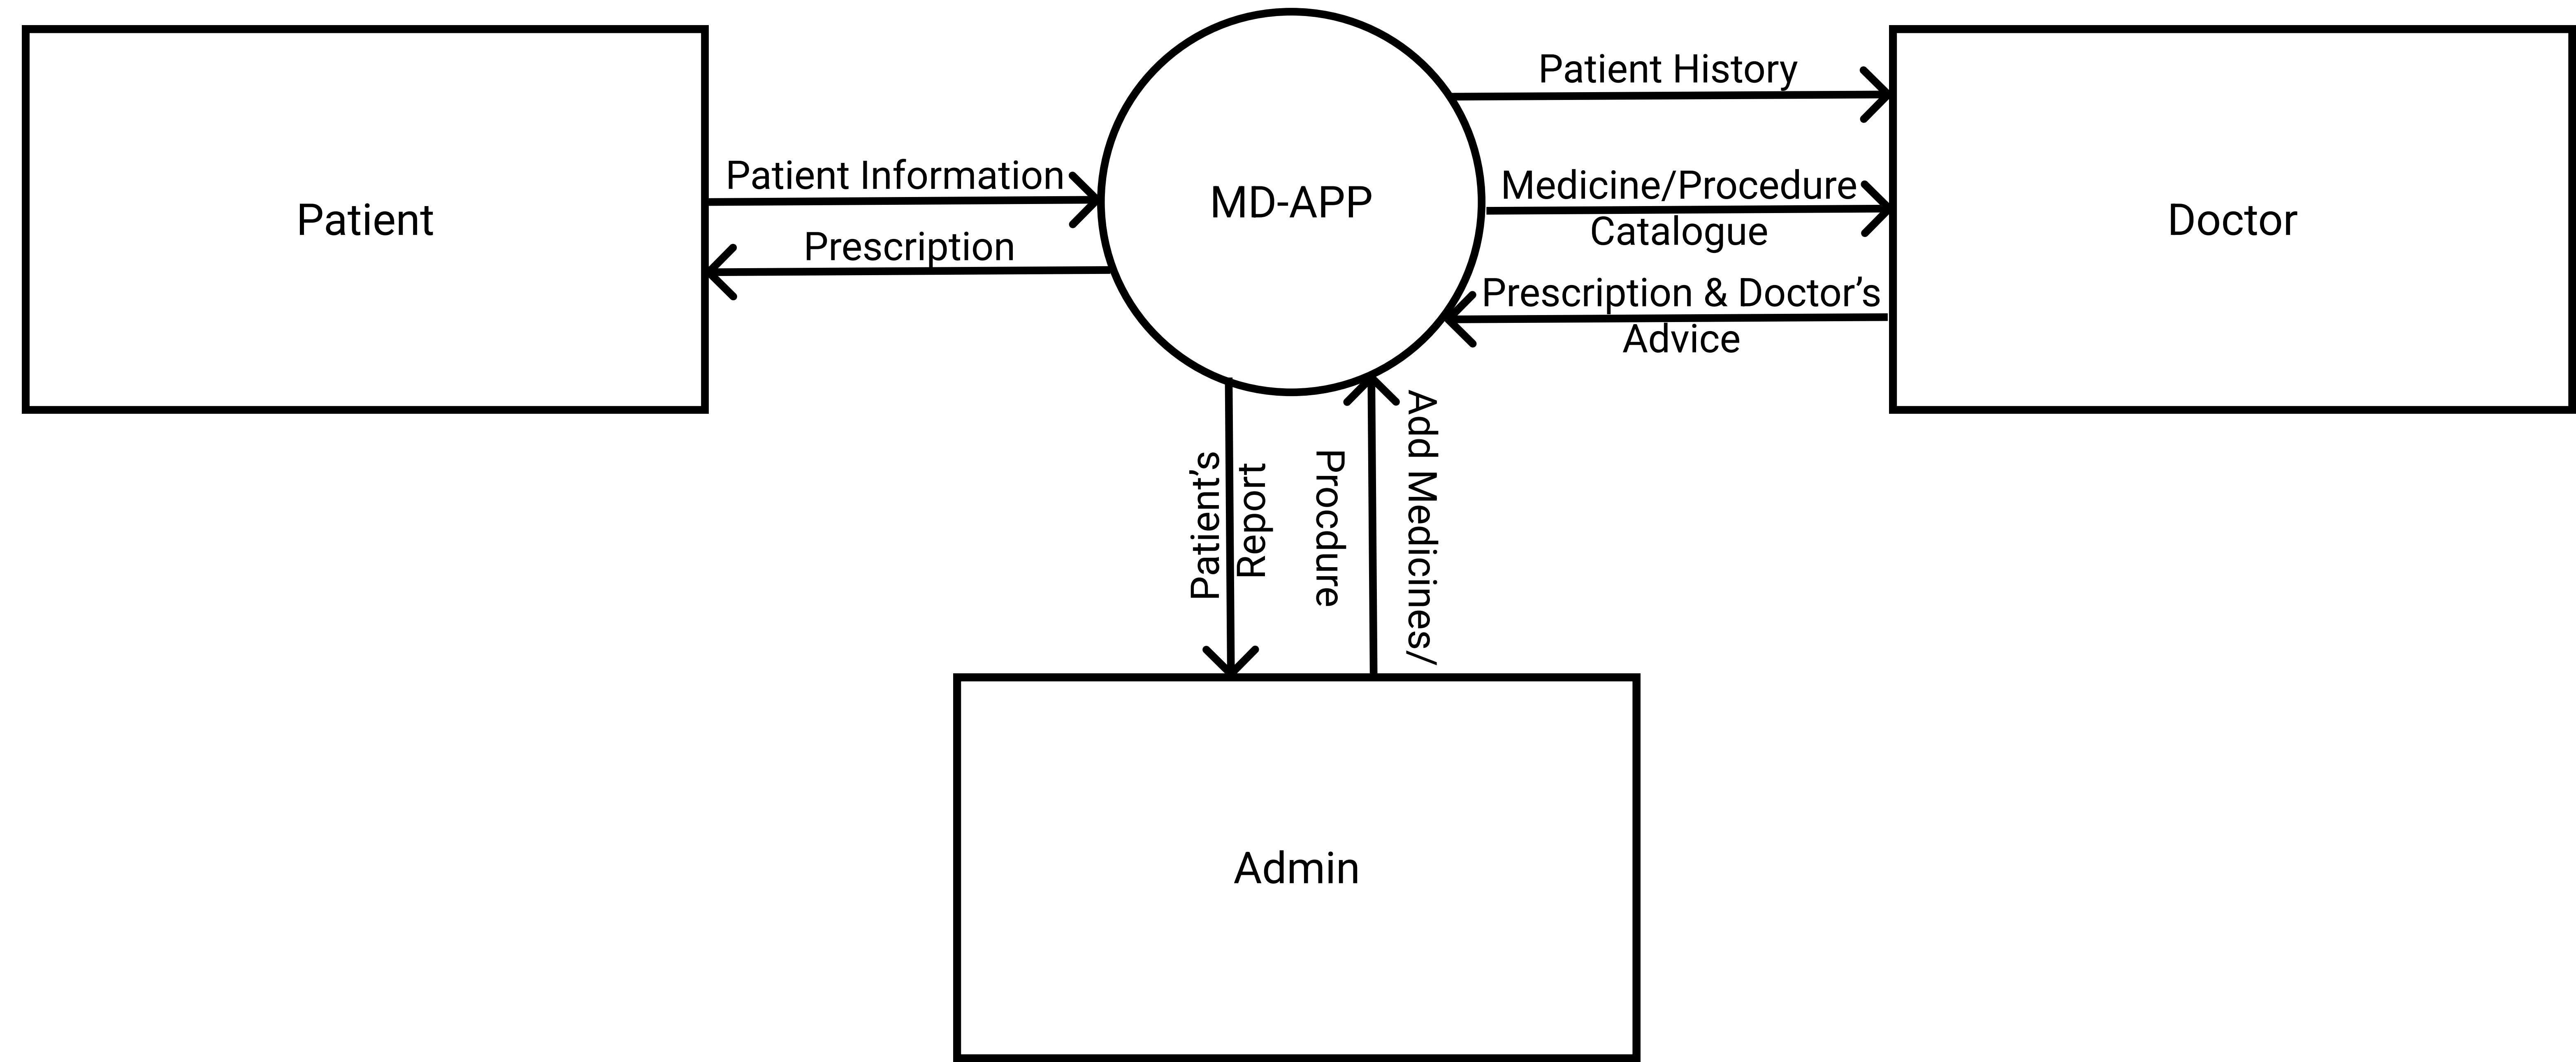 Patient
Patient Information
Prescription
MD-APP
Patient History
Medicine/Procedure
Catalogue
Prescription & Doctor’s
Advice
Doctor
Patient’s
Report
Add Medicines/
Procdure
Admin